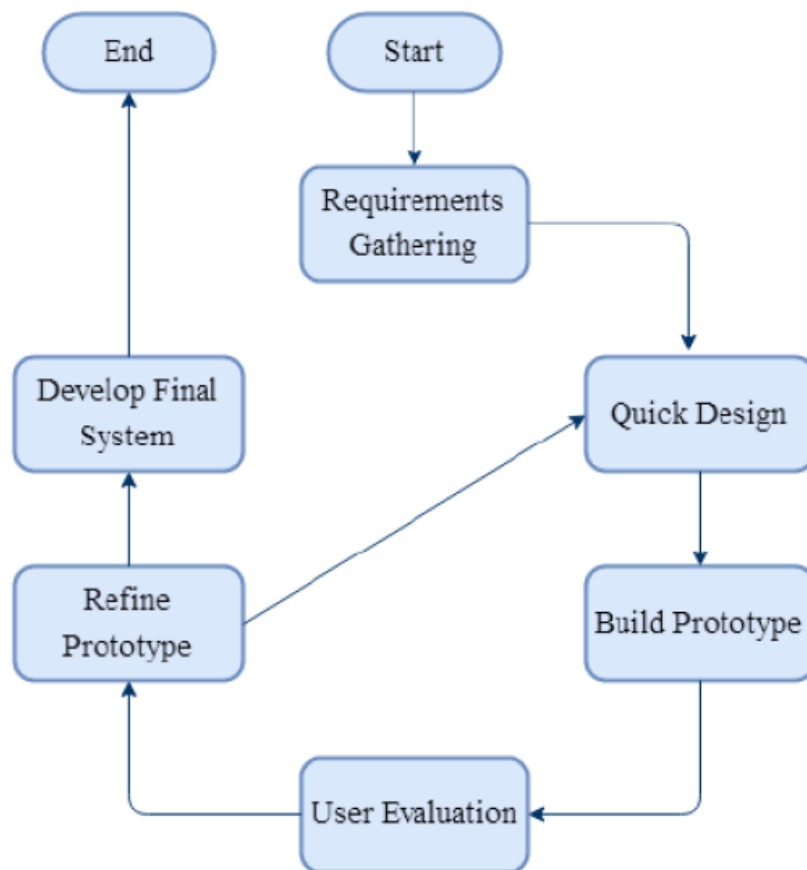 End
Start
Requirements
Gathering
Develop Final
System
Quick Design
Refine
Prototype
Build Prototype
User Evaluation